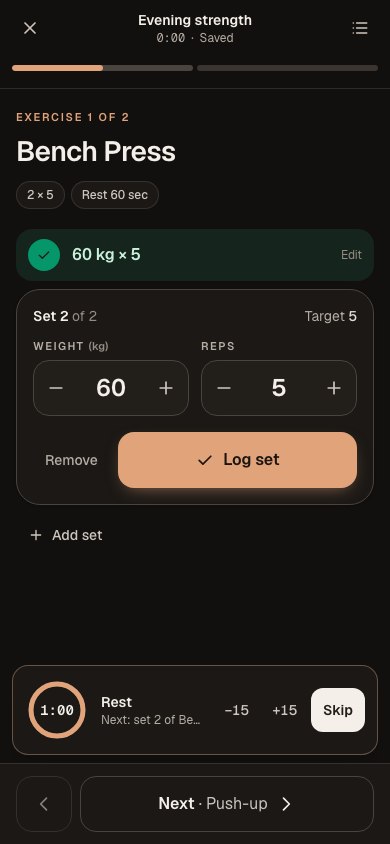 Evening strength
0:00 · Saved
EXERCISE 1 OF 2
Bench Press
2 × 5
Rest 60 sec
60 kg × 5
Edit
Set 2 of 2
Target 5
WEIGHT (kg)
REPS
− 60 +
− 5 +
Remove
Log set
+ Add set
1:00
Rest
Next: set 2 of Be...
−15
+15
Skip
Next · Push-up